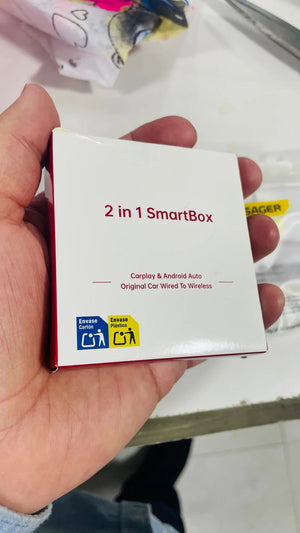 2 in 1 SmartBox
Carplay & Android Auto
Original Car Wired To Wireless
Envase
Cartón
Envase
Plástico
SAGER